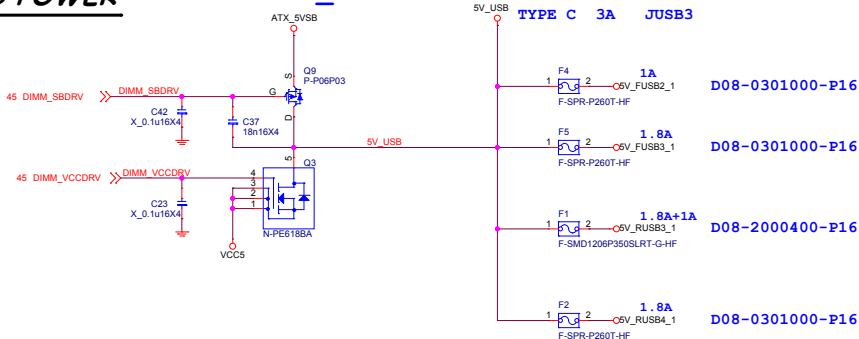 POWER
ATX_5VSB
5V_USB
TYPE C 3A JUSB3
Q9
P-P06P03
S
G
D
45 DIMM_SBDRV
DIMM_SBDRV
C42
X_0.1u16X4
C37
18n16X4
5V_USB
5
Q3
45 DIMM_VCCDRV
DIMM_VCCDRV
4
3
2
1
C23
X_0.1u16X4
N-PE618BA
VCC5
F4
1A
1 2
5V_FUSB2_1
D08-0301000-P16
F-SPR-P260T-HF
F5
1.8A
1 2
5V_FUSB3_1
D08-0301000-P16
F-SPR-P260T-HF
F1
1.8A+1A
1 2
5V_RUSB3_1
D08-2000400-P16
F-SMD1206P350SLRT-G-HF
F2
1.8A
1 2
5V_RUSB4_1
D08-0301000-P16
F-SPR-P260T-HF